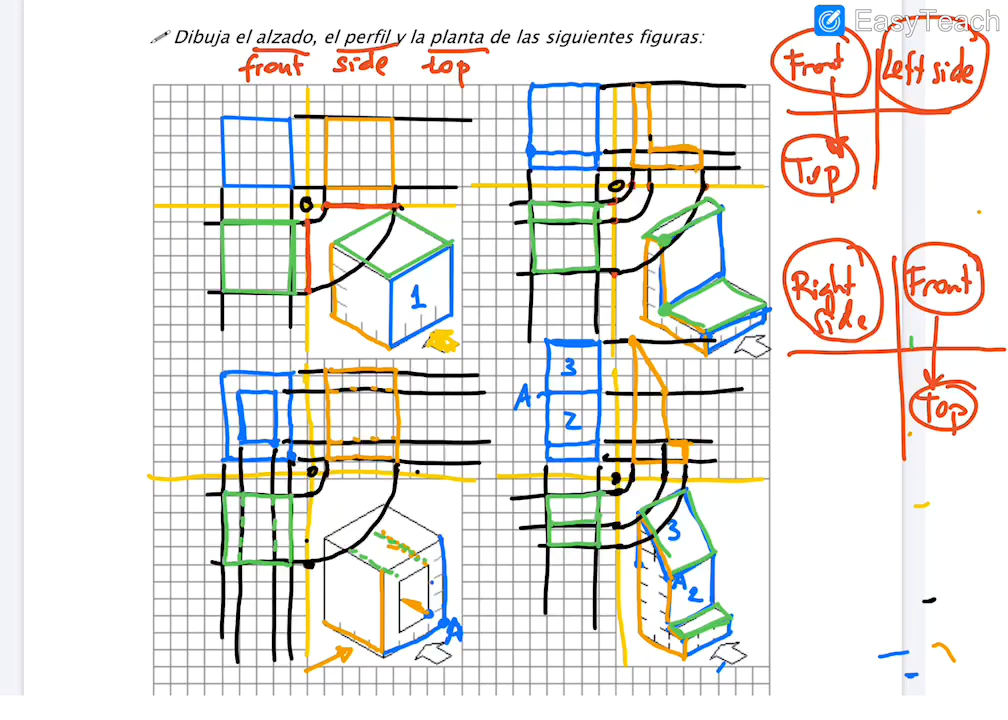 EasyTeach
Dibuja el alzado, el perfil y la planta de las siguientes figuras:
front side top
Front Left side
Top
Right side Front
Top
1
3
A
2
3
A
2
A